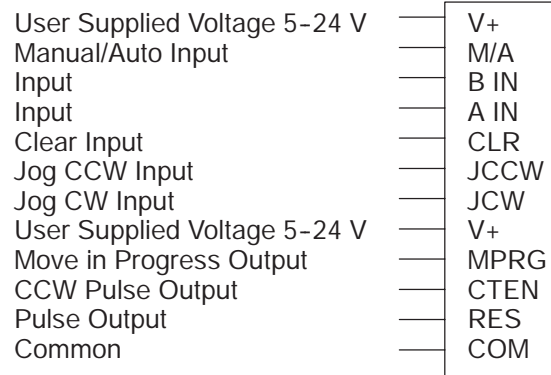 User Supplied Voltage 5-24 V V+
Manual/Auto Input M/A
Input B IN
Input A IN
Clear Input CLR
Jog CCW Input JCCW
Jog CW Input JCW
User Supplied Voltage 5-24 V V+
Move in Progress Output MPRG
CCW Pulse Output CTEN
Pulse Output RES
Common COM